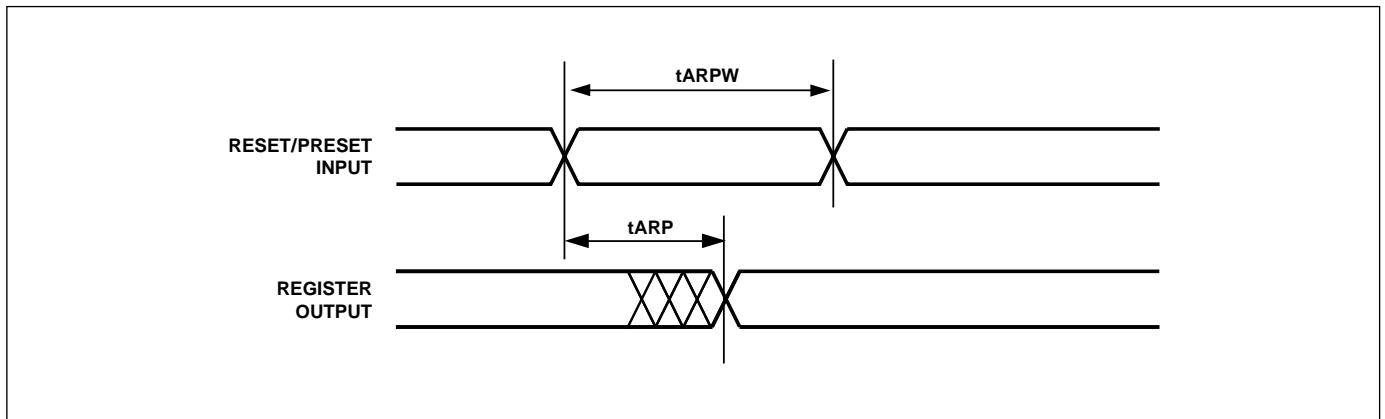 tARPW
RESET/PRESET
INPUT
tARP
REGISTER
OUTPUT